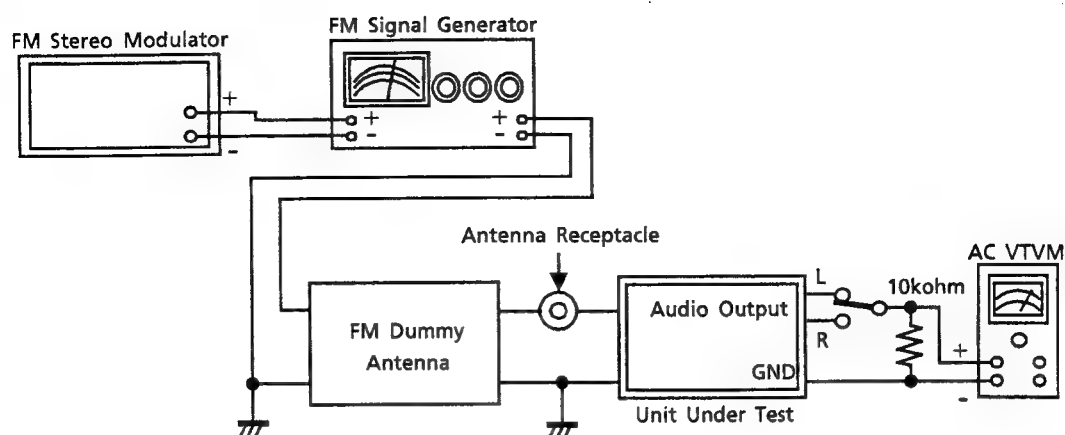 FM Signal Generator
FM Stereo Modulator
+
-
+
-
+
-
Antenna Receptacle
AC VTVM
FM Dummy
Antenna
Audio Output
L
R
GND
10kohm
+
-
Unit Under Test